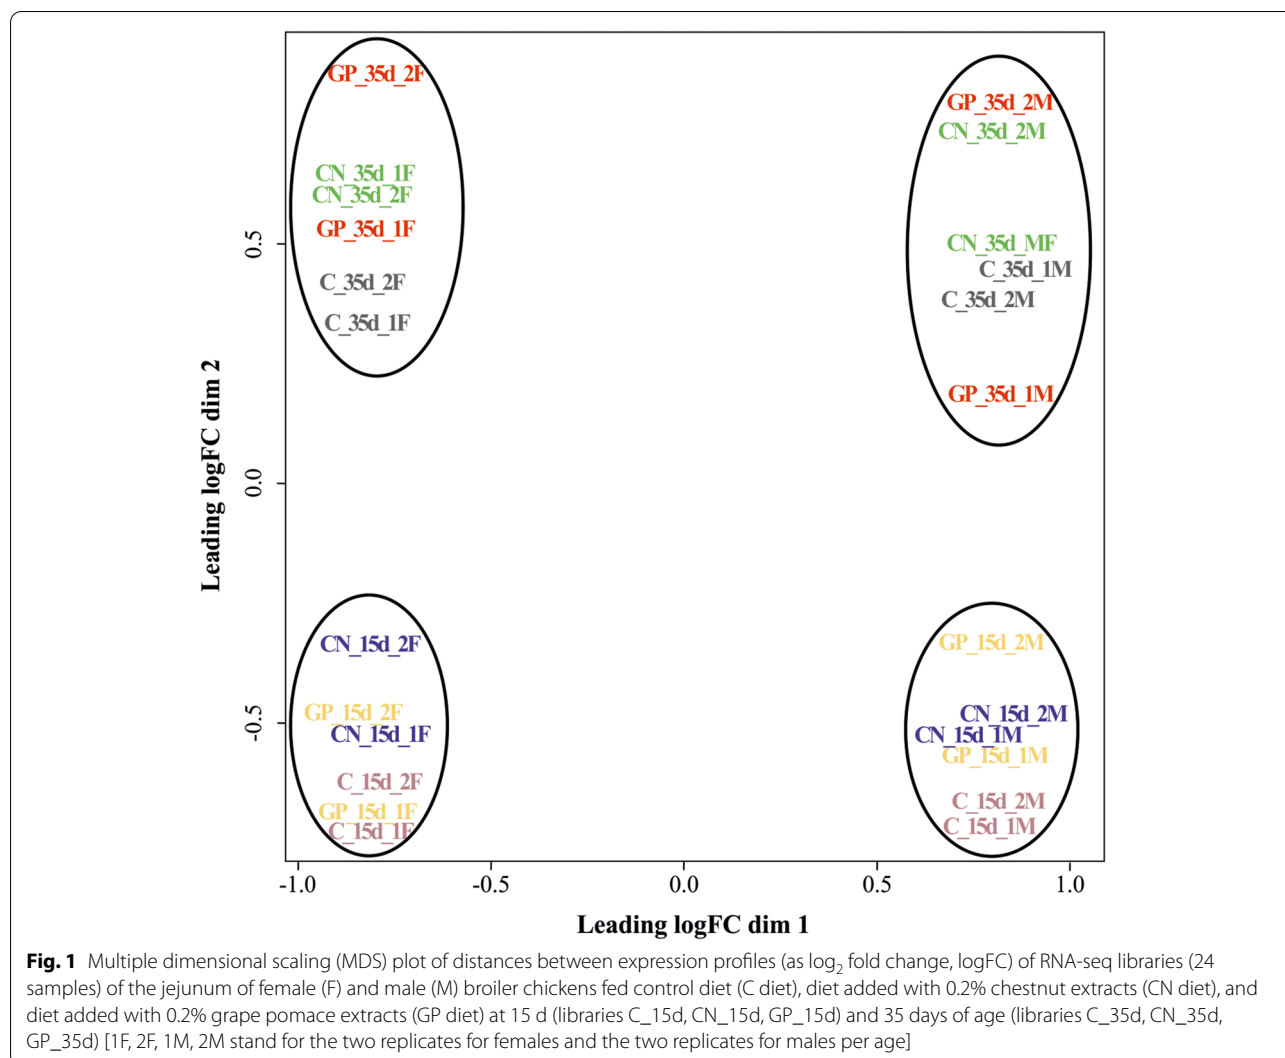 GP_35d_2F
GP_35d_2M
CN_35d_2M
CN_35d_1F
CN_35d_2F
GP_35d_1F
CN_35d_MF
C_35d_1M
C_35d_2F
C_35d_2M
C_35d_1F
GP_35d_1M
0.5
0.0
-0.5
Leading logFC dim 2
CN_15d_2F
GP_15d_2M
GP_15d_2F
CN_15d_2M
CN_15d_1F
CN_15d_1M
GP_15d_1M
C_15d_2F
C_15d_2M
GP_15d_1F
C_15d_1M
C_15d_1F
-1.0 -0.5 0.0 0.5 1.0
Leading logFC dim 1
Fig. 1 Multiple dimensional scaling (MDS) plot of distances between expression profiles (as log2 fold change, logFC) of RNA-seq libraries (24
samples) of the jejunum of female (F) and male (M) broiler chickens fed control diet (C diet), diet added with 0.2% chestnut extracts (CN diet), and
diet added with 0.2% grape pomace extracts (GP diet) at 15 d (libraries C_15d, CN_15d, GP_15d) and 35 days of age (libraries C_35d, CN_35d,
GP_35d) [1F, 2F, 1M, 2M stand for the two replicates for females and the two replicates for males per age]